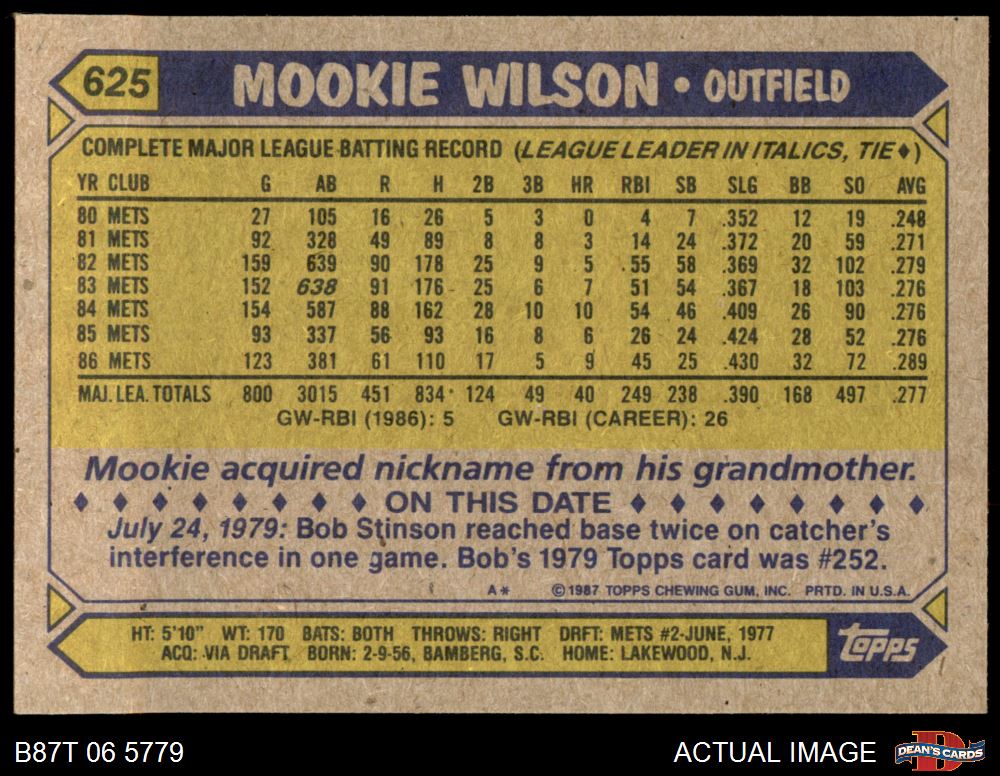 625 MOOKIE WILSON • OUTFIELD
COMPLETE MAJOR LEAGUE BATTING RECORD (LEAGUE LEADER IN ITALICS, TIE♦)
YR CLUB G AB R H 2B 3B HR RBI SB SLG BB SO AVG
80 METS 27 105 16 26 5 3 0 4 7 .352 12 19 .248
81 METS 92 328 49 89 8 8 3 14 24 .372 20 59 .271
82 METS 159 639 90 178 25 9 5 55 58 .369 32 102 .279
83 METS 152 638 91 176 25 6 7 51 54 .367 18 103 .276
84 METS 154 587 88 162 28 10 10 54 46 .409 26 90 .276
85 METS 93 337 56 93 16 8 6 26 24 .424 28 52 .276
86 METS 123 381 61 110 17 5 9 45 25 .430 32 72 .289
MAJ. LEA. TOTALS 800 3015 451 834 124 49 40 249 238 .390 168 497 .277
GW-RBI (1986): 5 GW-RBI (CAREER): 26
Mookie acquired nickname from his grandmother.
♦ ♦ ♦ ♦ ♦ ♦ ♦ ♦ ON THIS DATE ♦ ♦ ♦ ♦ ♦ ♦ ♦ ♦
July 24, 1979: Bob Stinson reached base twice on catcher's
interference in one game. Bob's 1979 Topps card was #252.
A* ©1987 TOPPS CHEWING GUM, INC. PRTD. IN U.S.A.
HT: 5'10" WT: 170 BATS: BOTH THROWS: RIGHT DRFT: METS #2-JUNE, 1977
ACQ: VIA DRAFT BORN: 2-9-56, BAMBERG, S.C. HOME: LAKEWOOD, N.J.
topps
B87T 06 5779 ACTUAL IMAGE DEAN'S CARDS